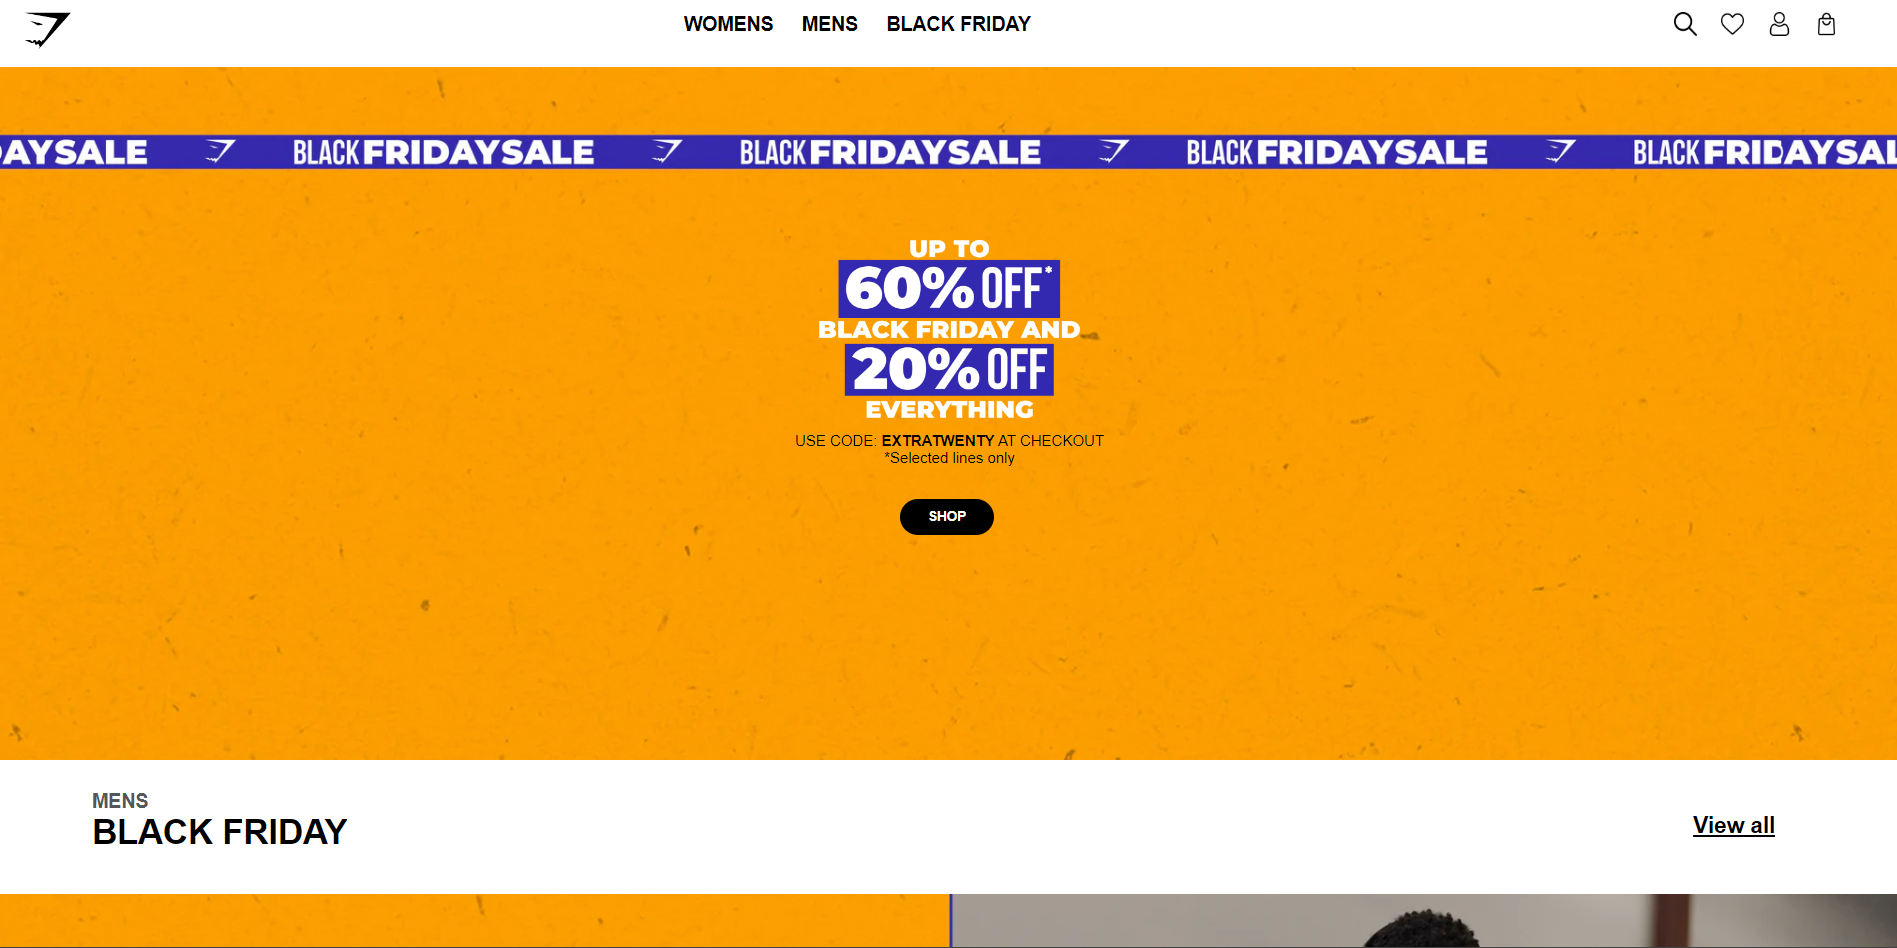 WOMENS MENS BLACK FRIDAY
DAYSALE BLACK FRIDAYSALE BLACK FRIDAYSALE BLACK FRIDAYSALE BLACK FRIDAYSAL
UP TO
60% OFF*
BLACK FRIDAY AND
20% OFF
EVERYTHING
USE CODE: EXTRATWENTY AT CHECKOUT
*Selected lines only
SHOP
MENS
BLACK FRIDAY
View all